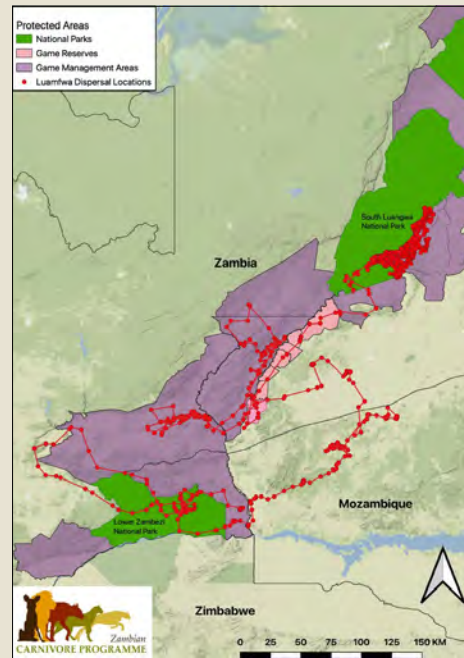 Protected Areas
National Parks
Game Reserves
Game Management Areas
Luamfwa Dispersal Locations
South Luangwa
National Park
Zambia
Mozambique
Lower Zambezi
National Park
Zimbabwe
Zambian
CARNIVORE PROGRAMME
0 25 50 75 100 125 150 KM